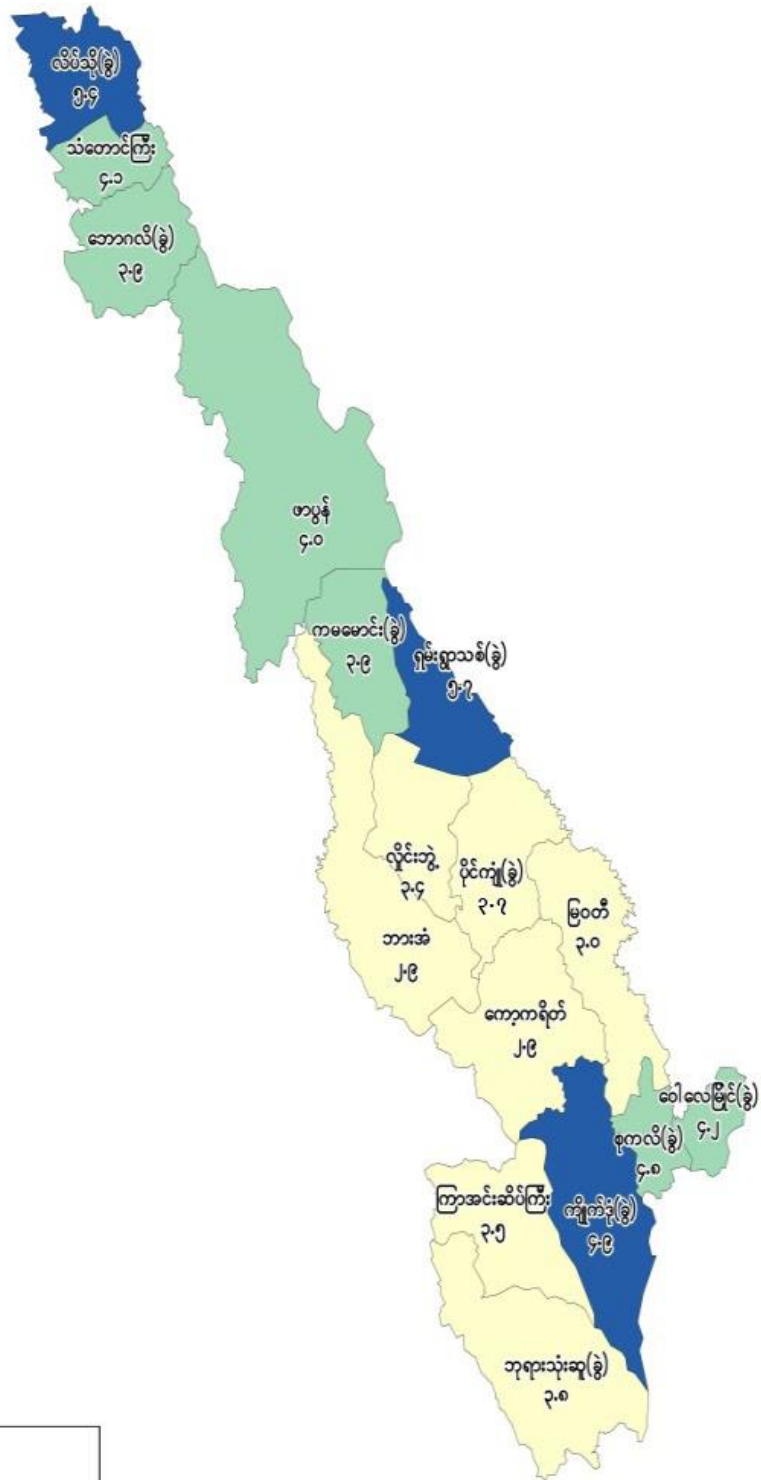 လိပ်သို(ခွဲ)
၅.၄
သံတောင်ကြီး
၄.၁
ဘောဂလိ(ခွဲ)
၃.၉
ဖာပွန်
၄.၀
ကမမောင်း(ခွဲ)
၃.၉
ရှမ်းရွာသစ်(ခွဲ)
၅.၇
လှိုင်းဘွဲ့
၃.၄
ပိုင်ကျုံ(ခွဲ)
၃.၇
မြဝတီ
၃.၀
ဘားအံ
၂.၉
ကော့ကရိတ်
၂.၉
ဝေါလေမြိုင်(ခွဲ)
၄.၂
စုကလိ(ခွဲ)
၄.၈
ကြာအင်းဆိပ်ကြီး
၃.၅
ကျိုက်ဒုံ(ခွဲ)
၄.၉
ဘုရားသုံးဆူ(ခွဲ)
၃.၈